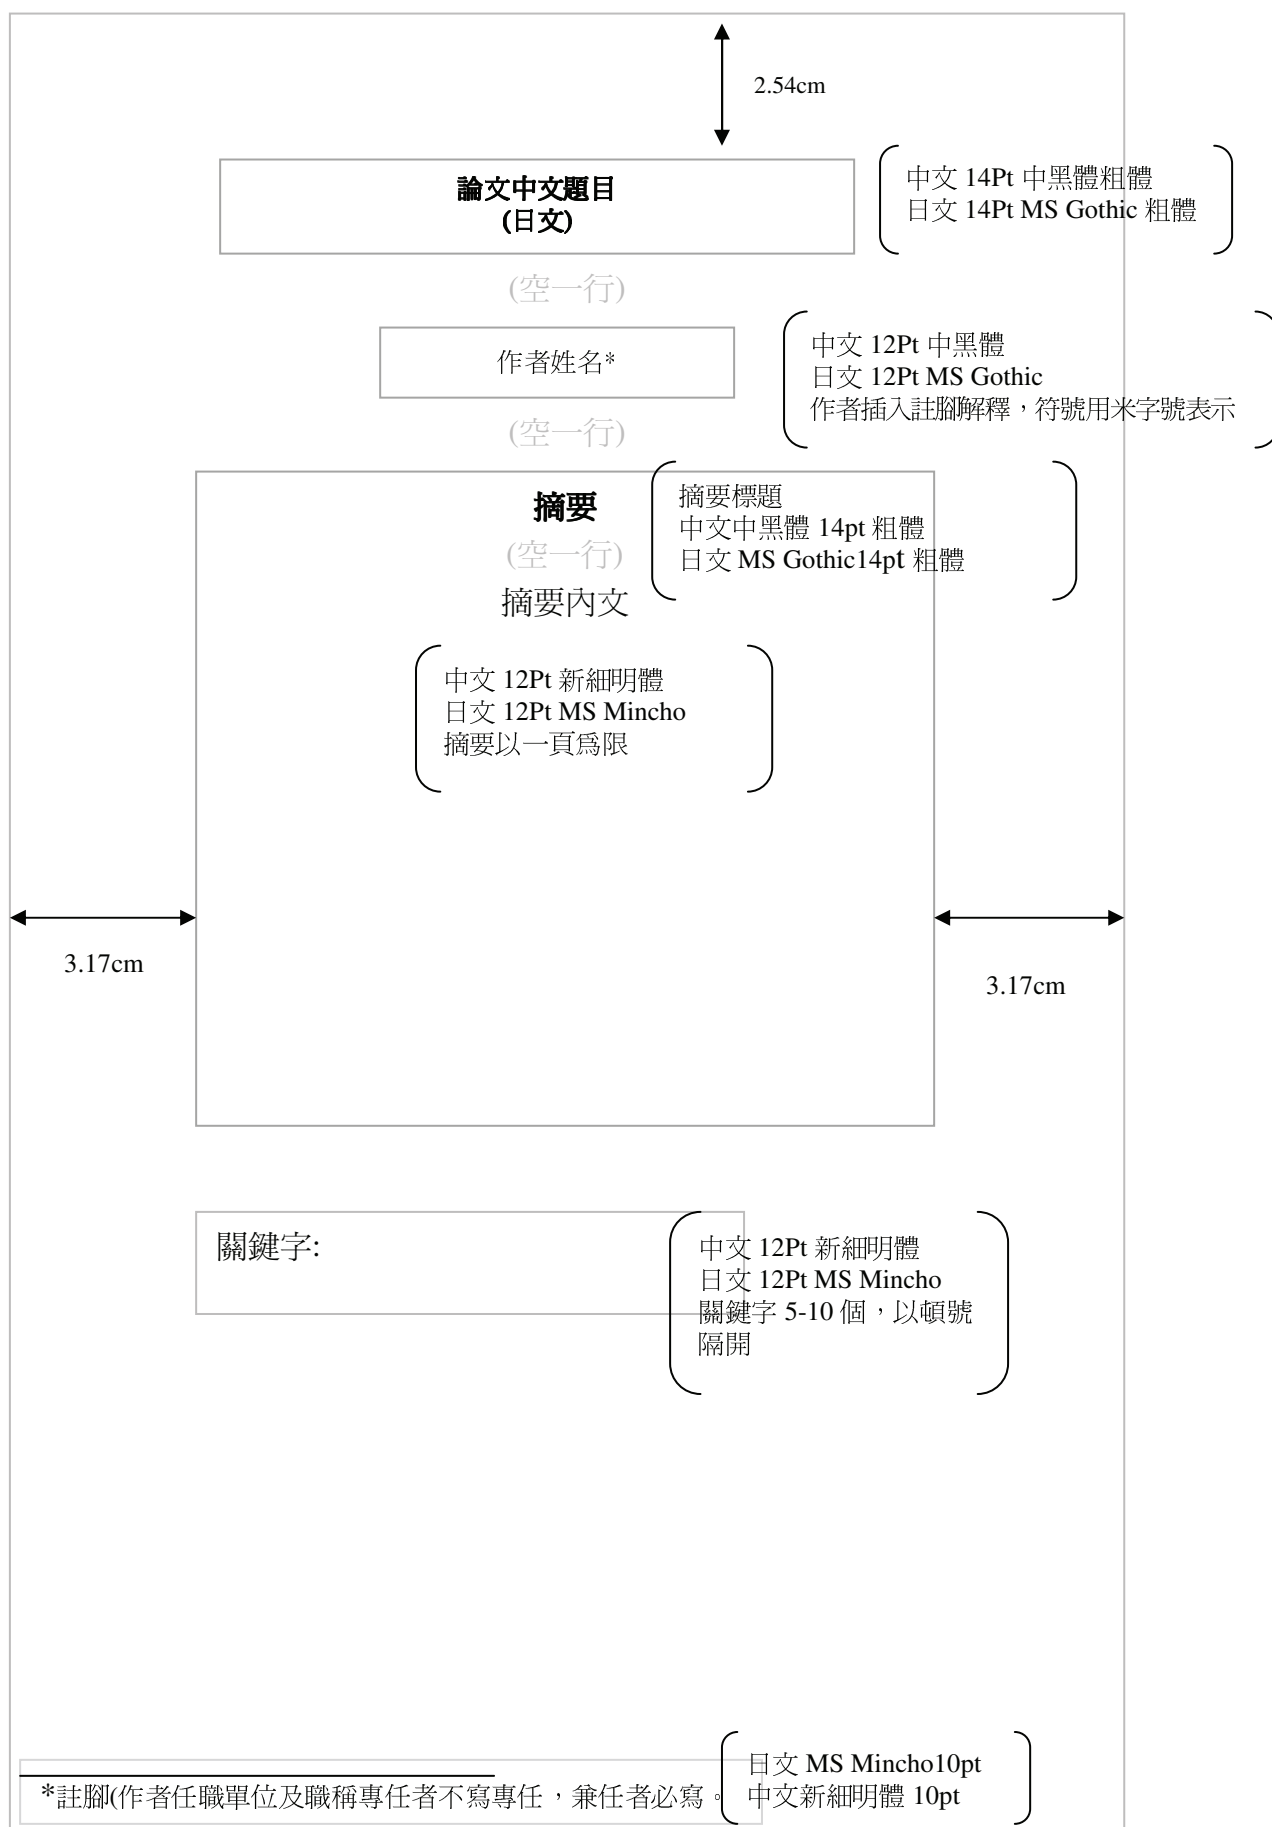 2.54cm
論文中文題目
(日文)
中文 14Pt 中黑體粗體
日文 14Pt MS Gothic 粗體
(空一行)
作者姓名*
中文 12Pt 中黑體
日文 12Pt MS Gothic
作者插入註腳解釋，符號用米字號表示
(空一行)
摘要
摘要標題
中文中黑體 14pt 粗體
日文 MS Gothic14pt 粗體
(空一行)
摘要內文
中文 12Pt 新細明體
日文 12Pt MS Mincho
摘要以一頁為限
3.17cm
3.17cm
關鍵字:
中文 12Pt 新細明體
日文 12Pt MS Mincho
關鍵字 5-10 個，以頓號
隔開
*註腳(作者任職單位及職稱專任者不寫專任，兼任者必寫。
日文 MS Mincho10pt
中文新細明體 10pt